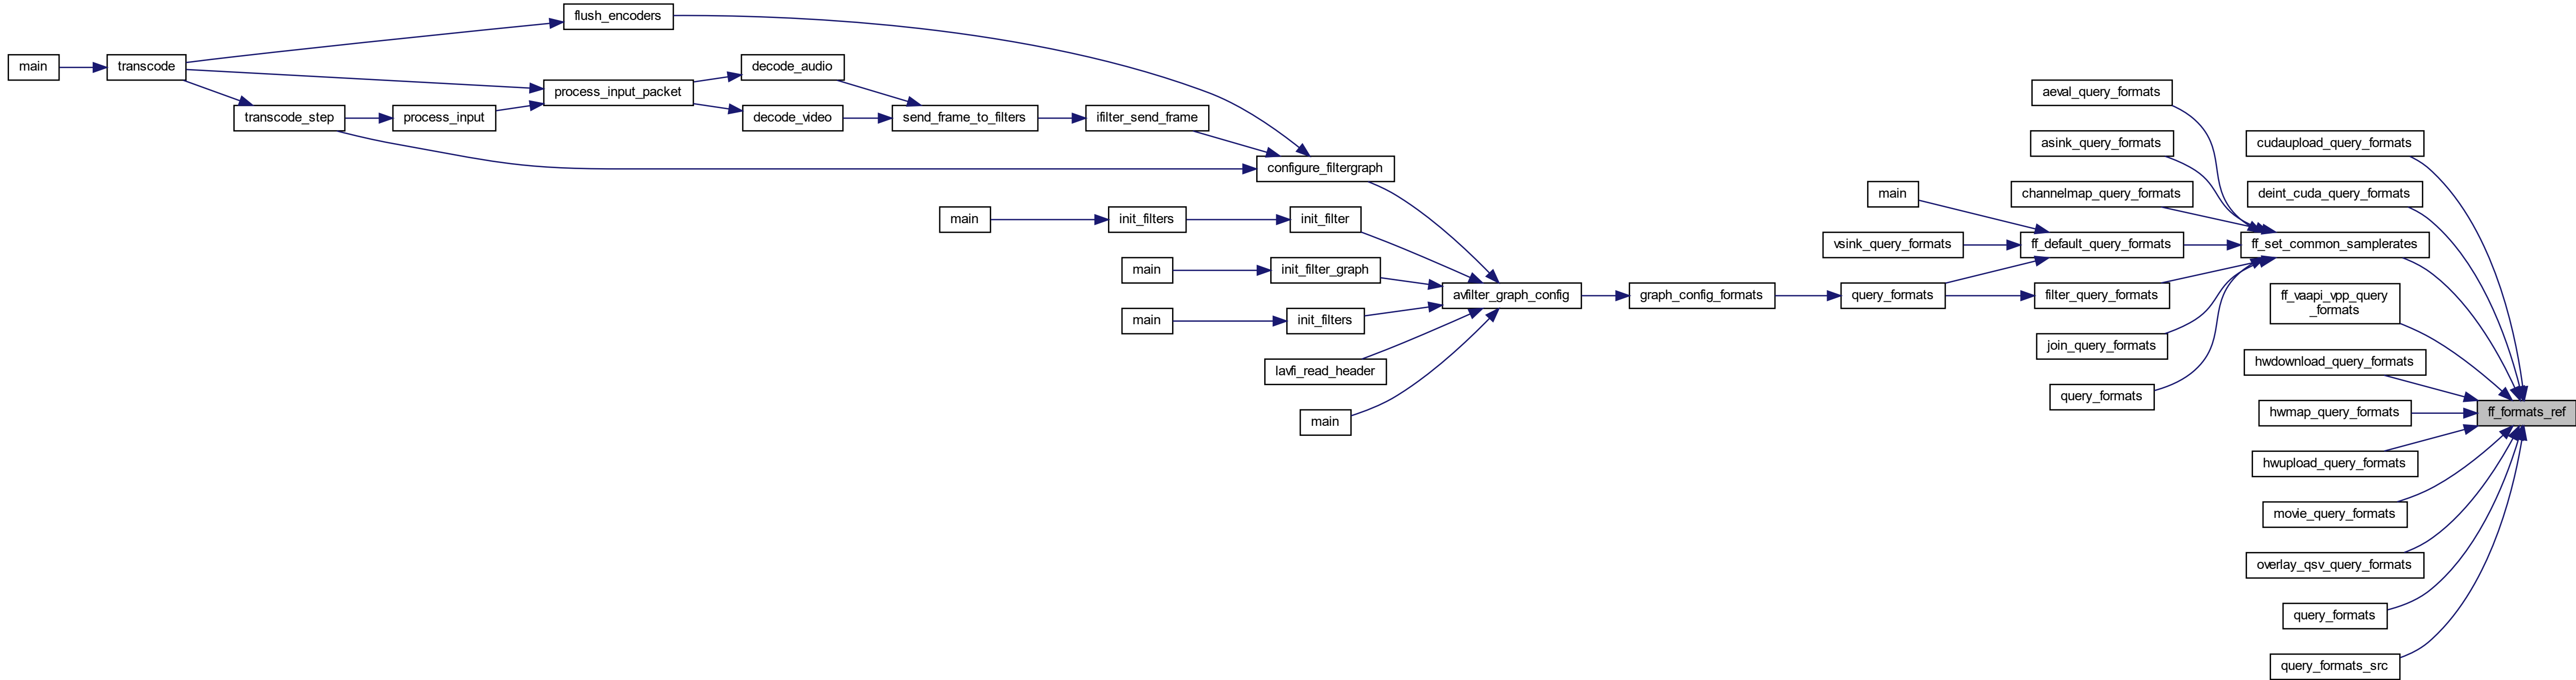 flush_encoders
main
transcode
decode_audio
process_input_packet
transcode_step
process_input
decode_video
send_frame_to_filters
ifilter_send_frame
configure_filtergraph
main
init_filters
init_filter
main
init_filter_graph
main
init_filters
lavfi_read_header
main
avfilter_graph_config
graph_config_formats
query_formats
main
vsink_query_formats
aeval_query_formats
asink_query_formats
channelmap_query_formats
ff_default_query_formats
filter_query_formats
join_query_formats
query_formats
cudaupload_query_formats
deint_cuda_query_formats
ff_set_common_samplerates
ff_vaapi_vpp_query
_formats
hwdownload_query_formats
hwmap_query_formats
hwupload_query_formats
movie_query_formats
overlay_qsv_query_formats
query_formats
query_formats_src
ff_formats_ref